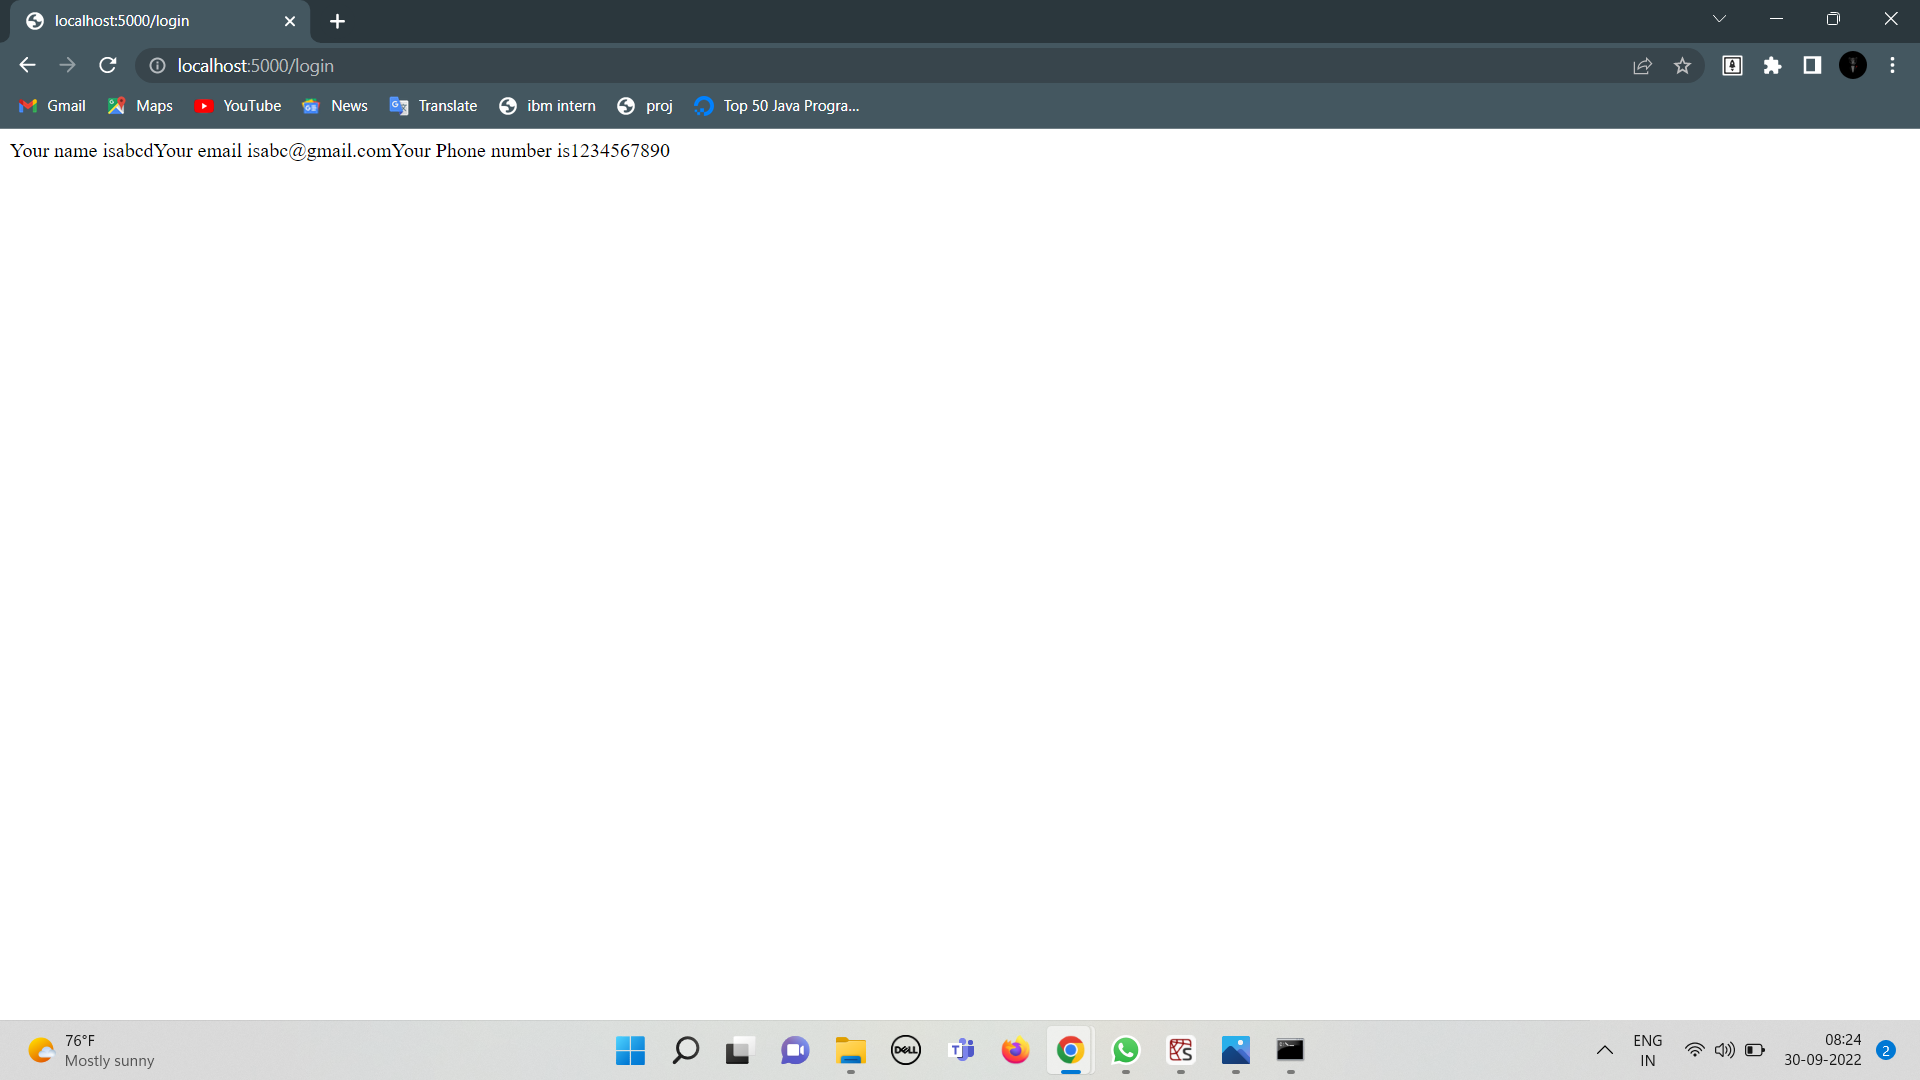 localhost:5000/login
localhost:5000/login
Gmail Maps YouTube News Translate ibm intern proj Top 50 Java Progra...
Your name isabcdYour email isabc@gmail.comYour Phone number is1234567890
76°F
Mostly sunny
DELL
ENG
IN
08:24
30-09-2022
2